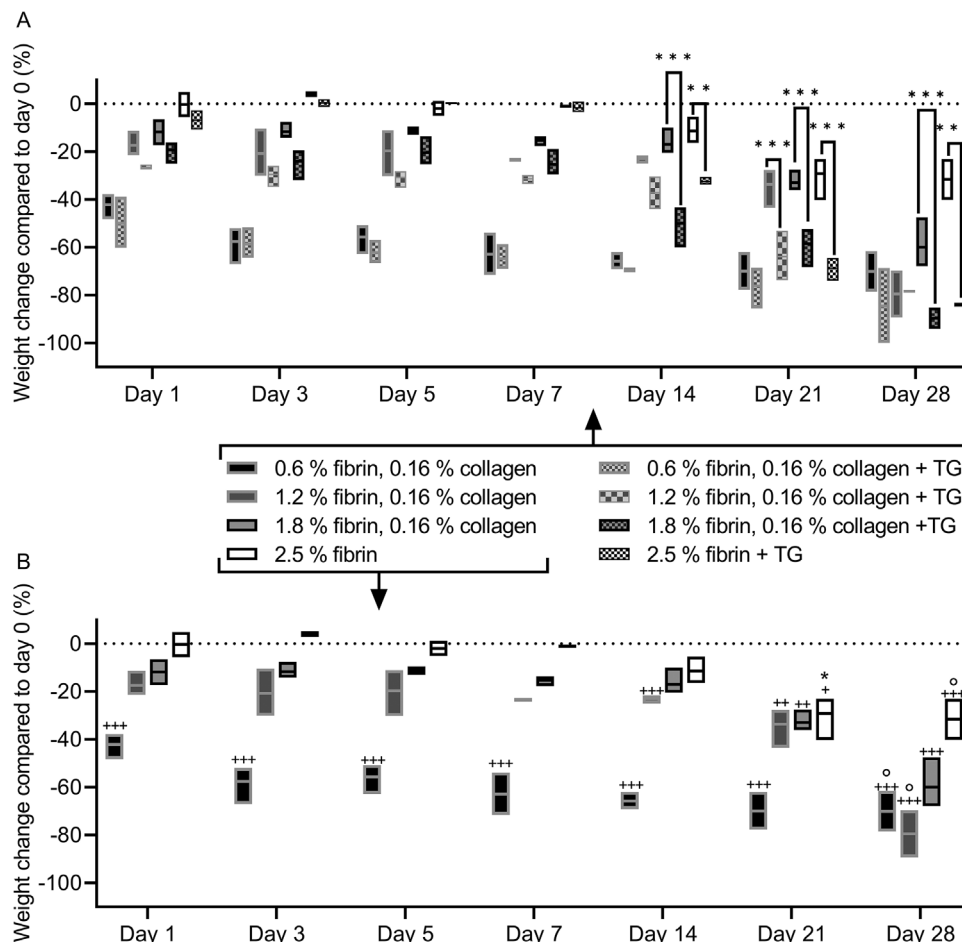 A
Weight change compared to day 0 (%)
* * *
* *
* * *
* * *
* * *
* * *
* *
0
-20
-40
-60
-80
-100
Day 1 Day 3 Day 5 Day 7 Day 14 Day 21 Day 28
0.6 % fibrin, 0.16 % collagen
1.2 % fibrin, 0.16 % collagen
1.8 % fibrin, 0.16 % collagen
2.5 % fibrin
0.6 % fibrin, 0.16 % collagen + TG
1.2 % fibrin, 0.16 % collagen + TG
1.8 % fibrin, 0.16 % collagen +TG
2.5 % fibrin + TG
B
Weight change compared to day 0 (%)
0
-20
-40
-60
-80
-100
+++
+++
+++
+++
+++
+++
+++
++
++
*
+
°
+++
°
+++
+++
°
+++
Day 1 Day 3 Day 5 Day 7 Day 14 Day 21 Day 28